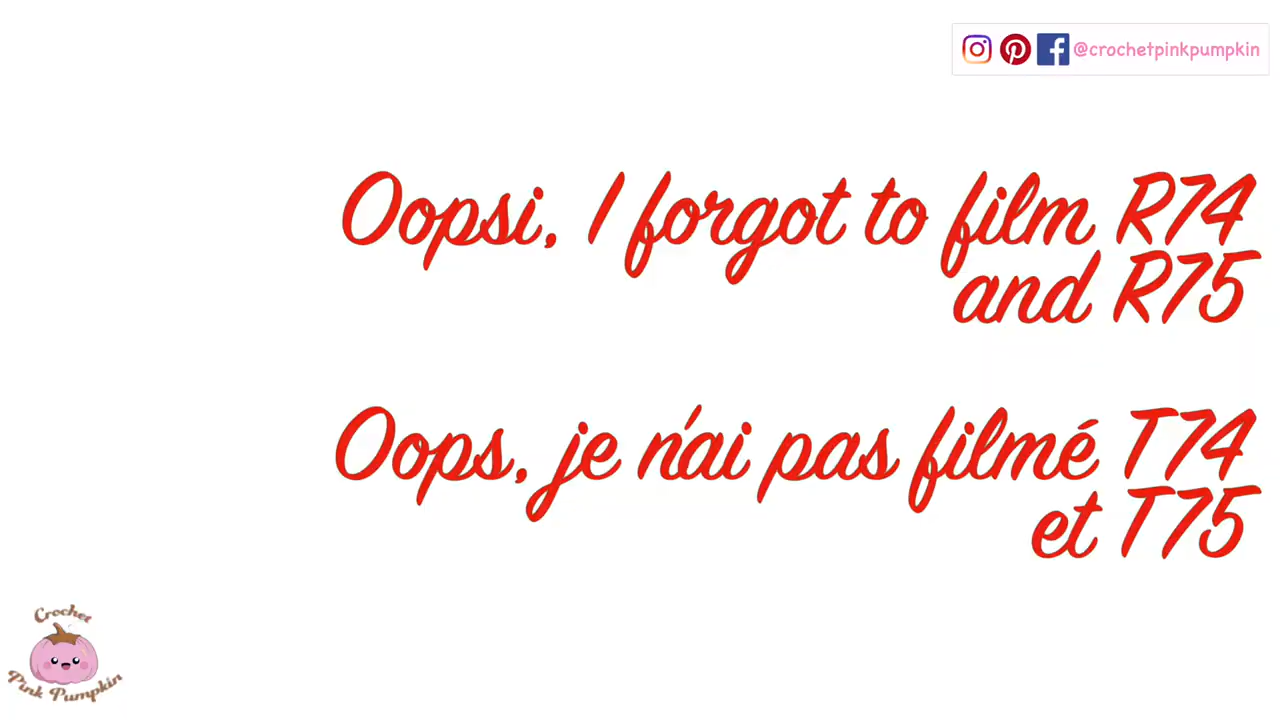 @crochetpinkpumpkin
Oopsi, I forgot to film R74
and R75
Oops, je n'ai pas filmé T74
et T75
Crochet
Pink Pumpkin